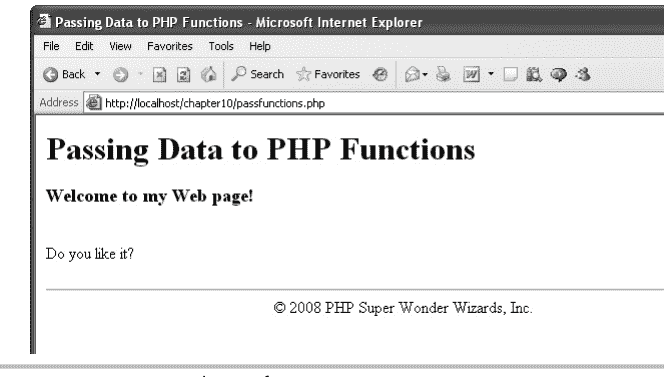 Passing Data to PHP Functions - Microsoft Internet Explorer
File Edit View Favorites Tools Help
Back Search Favorites
Address http://localhost/chapter10/passfunctions.php
Passing Data to PHP Functions
Welcome to my Web page!
Do you like it?
© 2008 PHP Super Wonder Wizards, Inc.